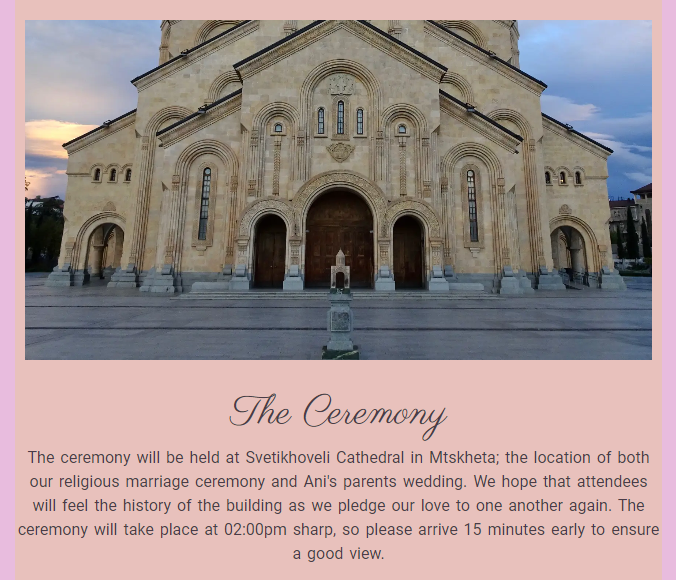 The Ceremony
The ceremony will be held at Svetikhoveli Cathedral in Mtskheta; the location of both
our religious marriage ceremony and Ani's parents wedding. We hope that attendees
will feel the history of the building as we pledge our love to one another again. The
ceremony will take place at 02:00pm sharp, so please arrive 15 minutes early to ensure
a good view.